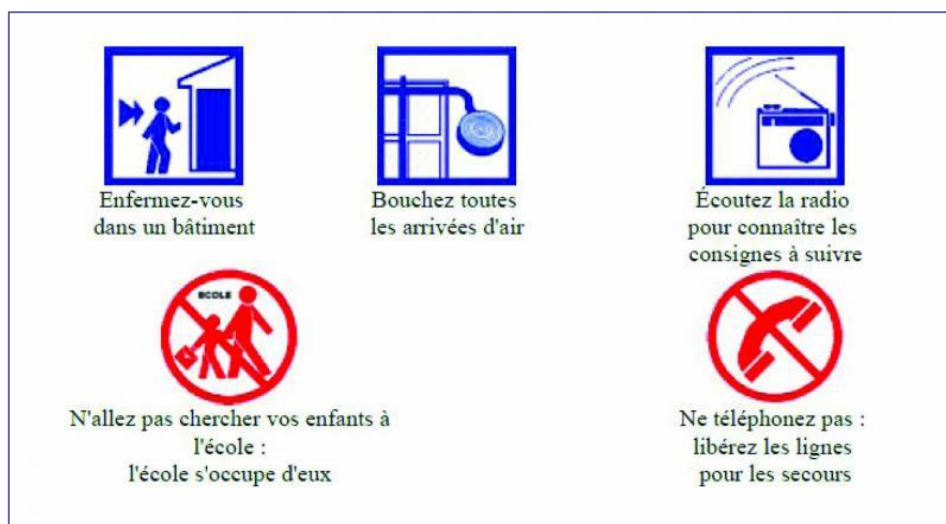 Enfermez-vous
dans un bâtiment
Bouchez toutes
les arrivées d'air
Écoutez la radio
pour connaître les
consignes à suivre
ECOLE
N'allez pas chercher vos enfants à
l'école :
l'école s'occupe d'eux
Ne téléphonez pas :
libérez les lignes
pour les secours